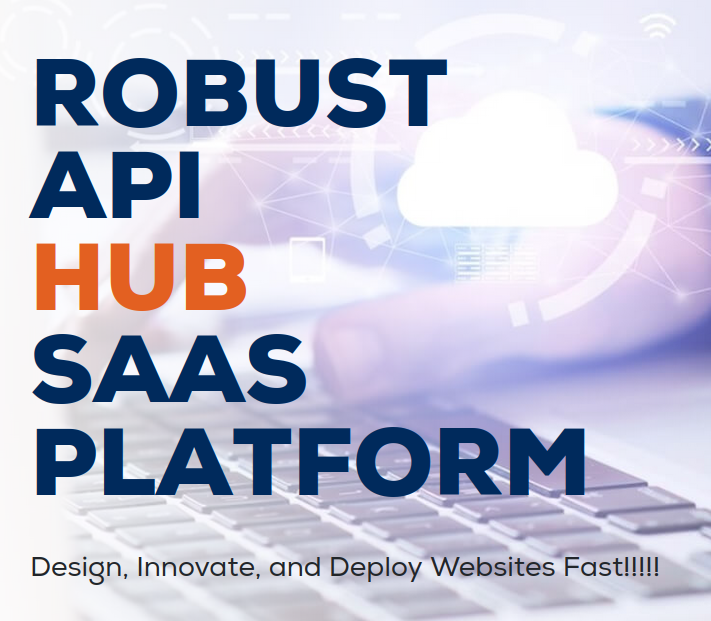 ROBUST
API
HUB
SAAS
PLATFORM
Design, Innovate, and Deploy Websites Fast!!!!!